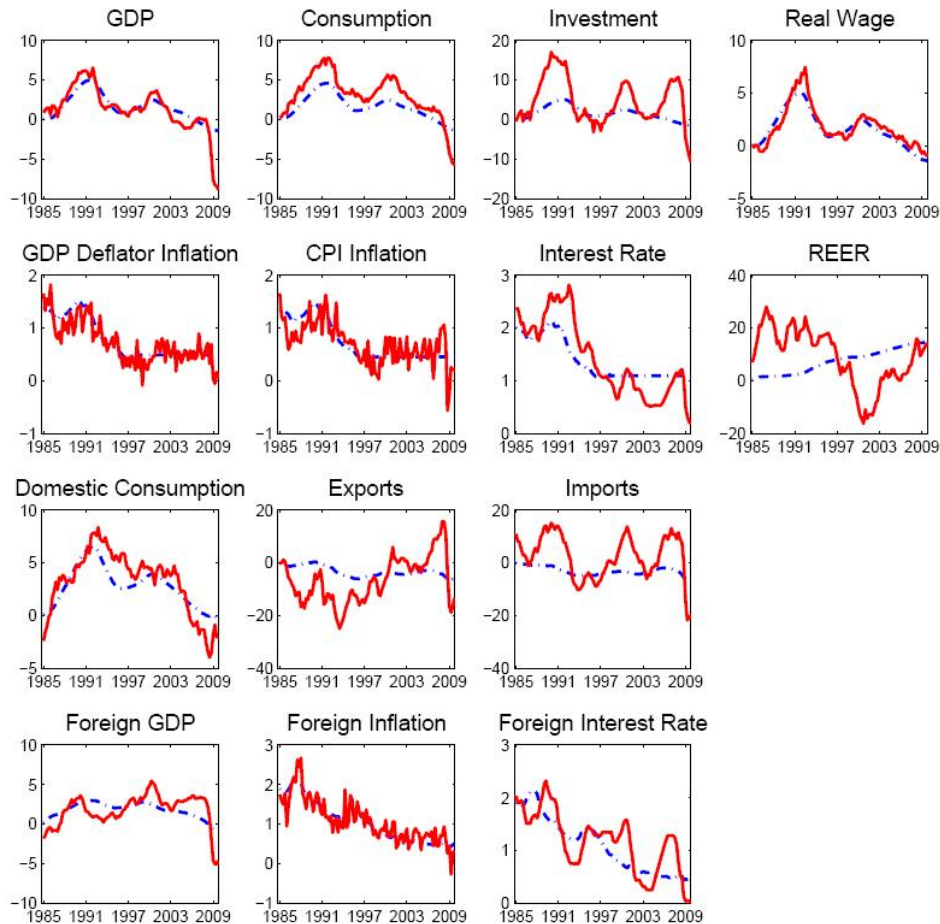 GDP
10
5
0
−5
−10
1985 1991 1997 2003 2009
Consumption
10
5
0
−5
−10
1985 1991 1997 2003 2009
Investment
20
10
0
−10
−20
1985 1991 1997 2003 2009
Real Wage
10
5
0
−5
1985 1991 1997 2003 2009
GDP Deflator Inflation
2
1
0
−1
1985 1991 1997 2003 2009
CPI Inflation
2
1
0
−1
1985 1991 1997 2003 2009
Interest Rate
3
2
1
0
1985 1991 1997 2003 2009
REER
40
20
0
−20
1985 1991 1997 2003 2009
Domestic Consumption
10
5
0
−5
1985 1991 1997 2003 2009
Exports
20
0
−20
−40
1985 1991 1997 2003 2009
Imports
20
0
−20
−40
1985 1991 1997 2003 2009
Foreign GDP
10
5
0
−5
−10
1985 1991 1997 2003 2009
Foreign Inflation
3
2
1
0
−1
1985 1991 1997 2003 2009
Foreign Interest Rate
3
2
1
0
1985 1991 1997 2003 2009